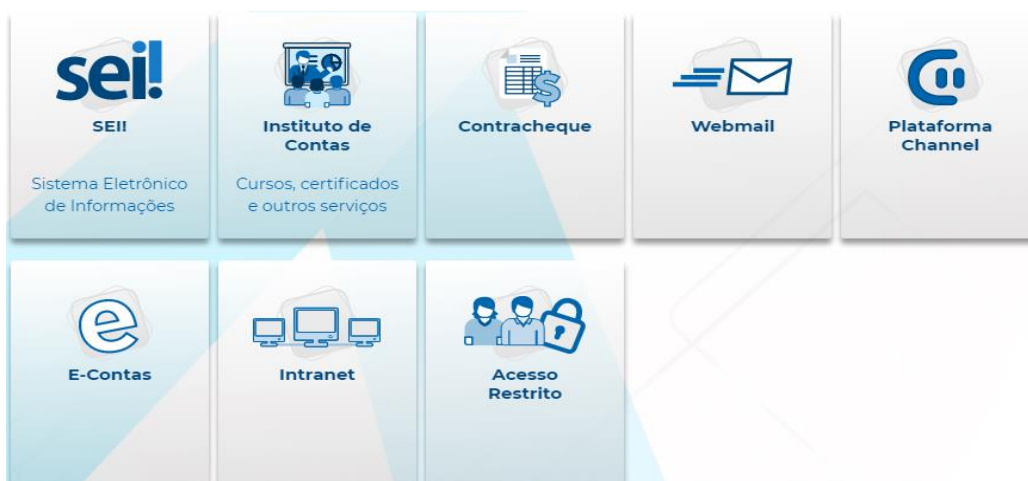 sei!
SEI!
Sistema Eletrônico
de Informações
Instituto de
Contas
Cursos, certificados
e outros serviços
$
Contracheque
Webmail
Plataforma
Channel
e
E-Contas
Intranet
Acesso
Restrito